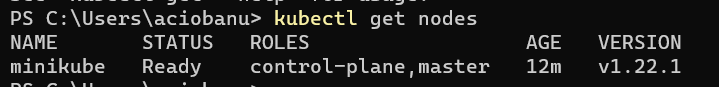 PS C:\Users\aciobanu> kubectl get nodes
NAME STATUS ROLES AGE VERSION
minikube Ready control-plane,master 12m v1.22.1